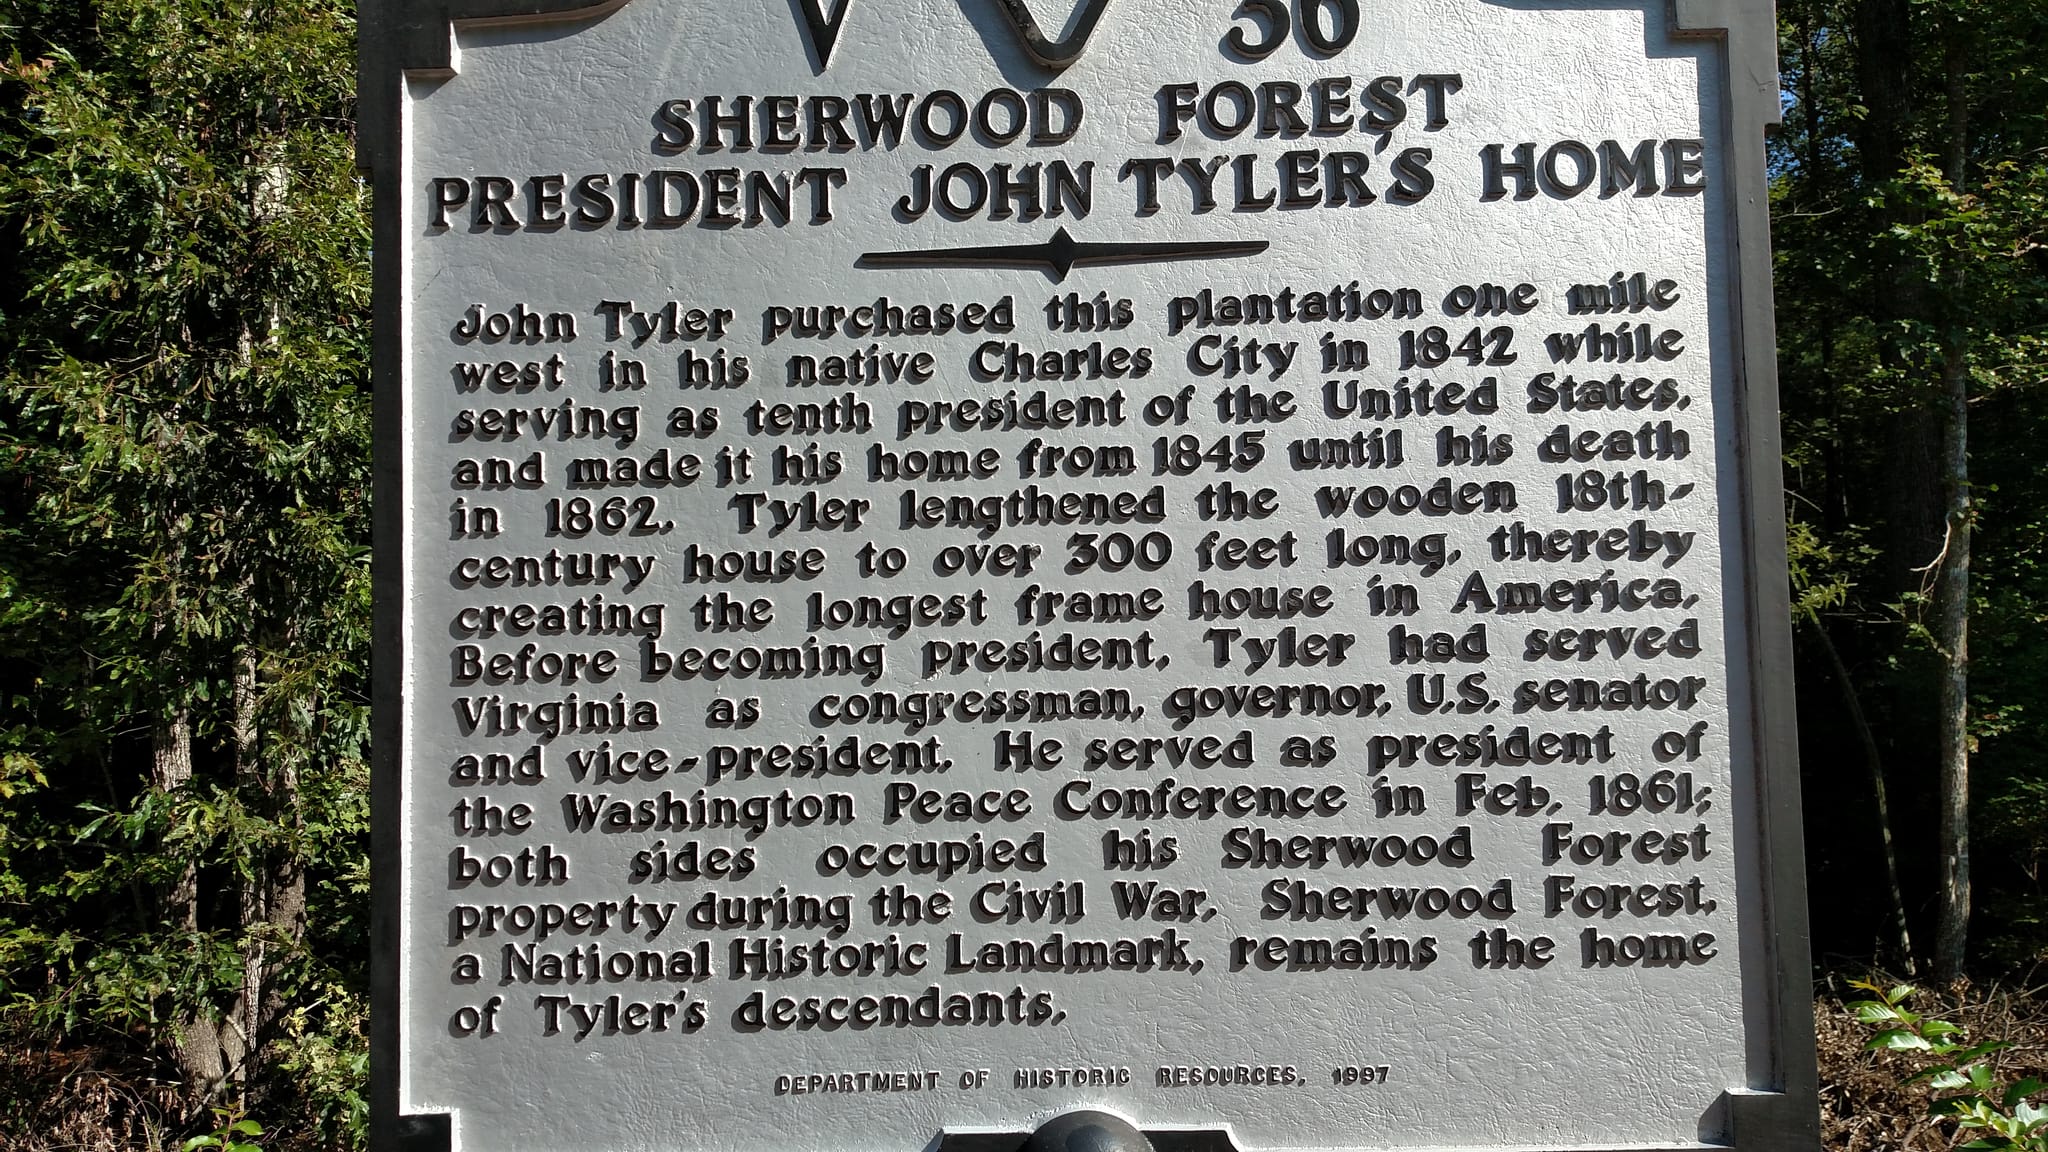 V 36
SHERWOOD FOREST
PRESIDENT JOHN TYLER'S HOME
John Tyler purchased this plantation one mile
west in his native Charles City in 1842 while
serving as tenth president of the United States,
and made it his home from 1845 until his death
in 1862. Tyler lengthened the wooden 18th-
century house to over 300 feet long, thereby
creating the longest frame house in America.
Before becoming president, Tyler had served
Virginia as congressman, governor, U.S. senator
and vice-president. He served as president of
the Washington Peace Conference in Feb. 1861;
both sides occupied his Sherwood Forest
property during the Civil War. Sherwood Forest,
a National Historic Landmark, remains the home
of Tyler's descendants.
DEPARTMENT OF HISTORIC RESOURCES, 1997